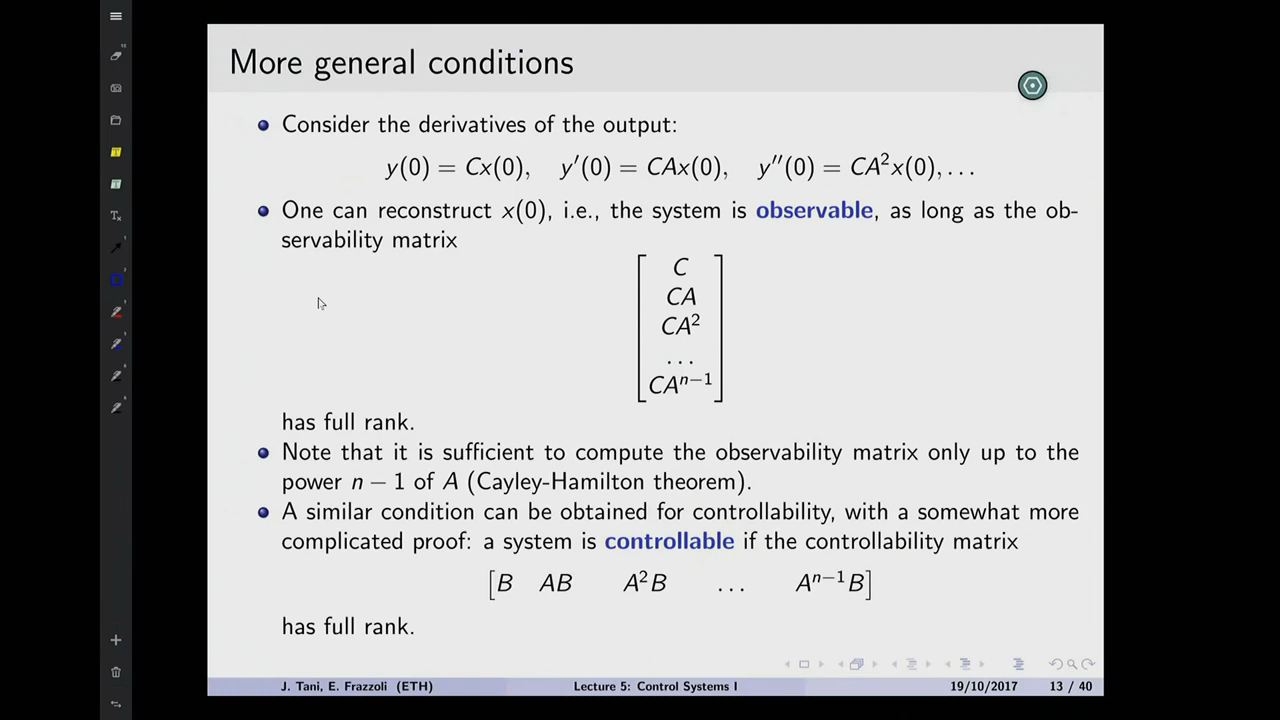 More general conditions
Consider the derivatives of the output:
y(0) = Cx(0), y′(0) = CAx(0), y″(0) = CA²x(0), . . .
One can reconstruct x(0), i.e., the system is observable, as long as the ob-
servability matrix
C
CA
CA²
. . .
CAⁿ⁻¹
has full rank.
Note that it is sufficient to compute the observability matrix only up to the
power n − 1 of A (Cayley-Hamilton theorem).
A similar condition can be obtained for controllability, with a somewhat more
complicated proof: a system is controllable if the controllability matrix
[B AB A²B . . . Aⁿ⁻¹B]
has full rank.
J. Tani, E. Frazzoli (ETH) Lecture 5: Control Systems I 19/10/2017 13 / 40